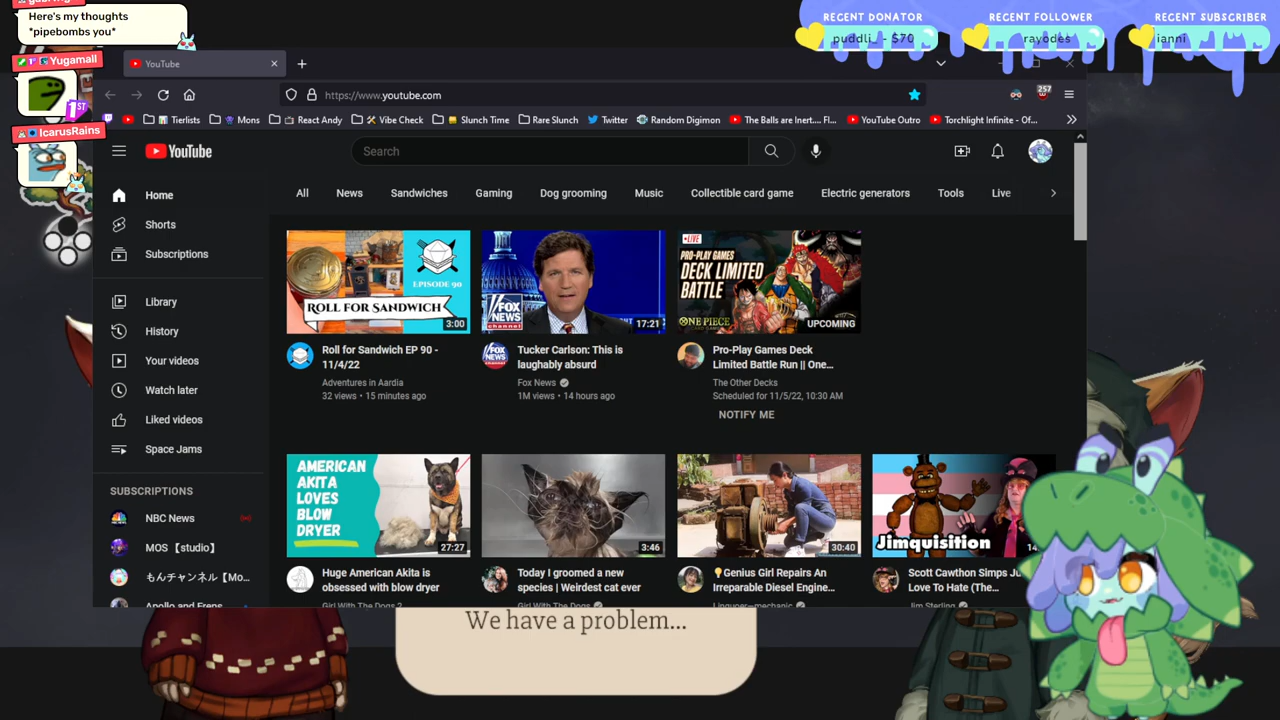 Here's my thoughts
*pipebombs you*
Yugamall
1ST
IcarusRains
RECENT DONATOR
puddli_ - $70
RECENT FOLLOWER
rayodes
RECENT SUBSCRIBER
ianni
YouTube
https://www.youtube.com
257
Tierlists
Mons
React Andy
Vibe Check
Slunch Time
Rare Slunch
Twitter
Random Digimon
The Balls are Inert.... Fl...
YouTube Outro
Torchlight Infinite - Of...
YouTube
Search
All
News
Sandwiches
Gaming
Dog grooming
Music
Collectible card game
Electric generators
Tools
Live
Home
Shorts
Subscriptions
Library
History
Your videos
Watch later
Liked videos
Space Jams
SUBSCRIPTIONS
NBC News
MOS【studio】
もんチャンネル【Mo...
Apollo and Frens
EPISODE 90
ROLL FOR SANDWICH
3:00
Roll for Sandwich EP 90 -
11/4/22
Adventures in Aardia
32 views • 15 minutes ago
FOX
NEWS
channel
17:21
Tucker Carlson: This is
laughably absurd
Fox News
1M views • 14 hours ago
LIVE
PRO-PLAY GAMES
DECK LIMITED
BATTLE
ONE PIECE
UPCOMING
Pro-Play Games Deck
Limited Battle Run || One...
The Other Decks
Scheduled for 11/5/22, 10:30 AM
NOTIFY ME
AMERICAN
AKITA
LOVES
BLOW
DRYER
27:27
Huge American Akita is
obsessed with blow dryer
Girl With The Dogs 2
3:46
Today I groomed a new
species | Weirdest cat ever
Girl With The Dogs
30:40
💡Genius Girl Repairs An
Irreparable Diesel Engine...
Linguoer—mechanic
Jimquisition
14
Scott Cawthon Simps Ju
Love To Hate (The...
Jim Sterling
We have a problem...